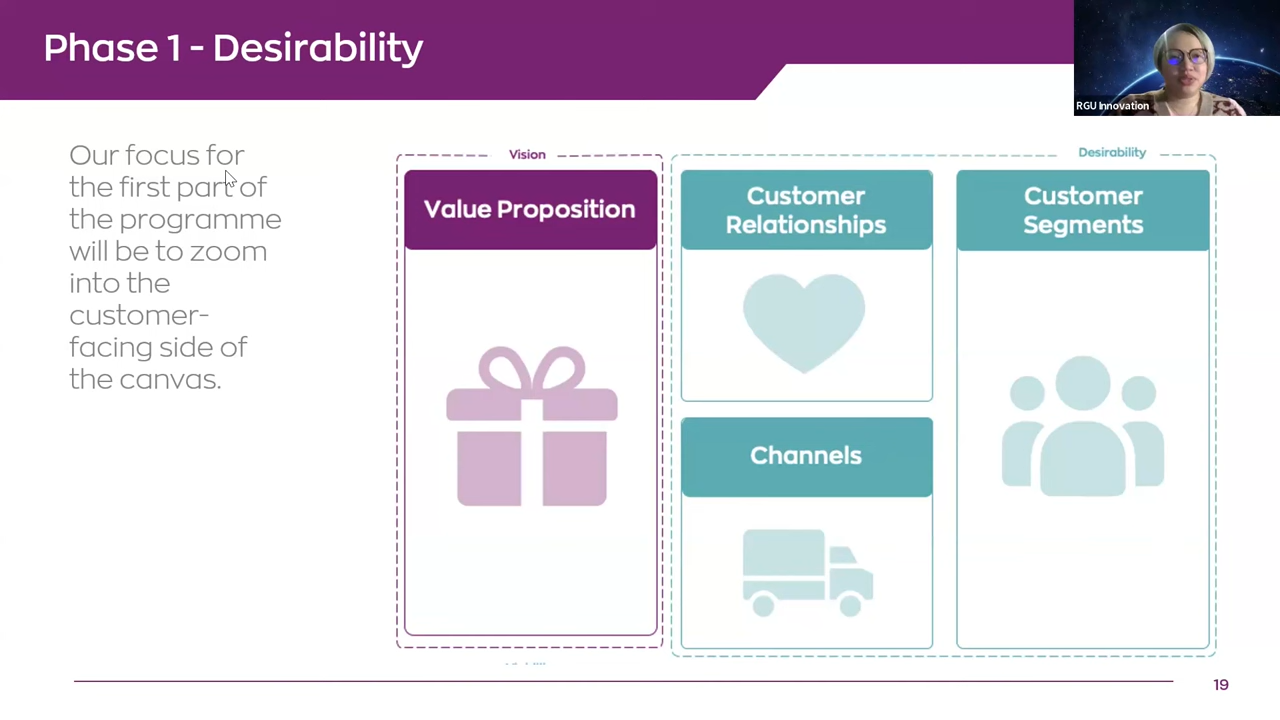 Phase 1 - Desirability
RGU Innovation
Our focus for
the first part of
the programme
will be to zoom
into the
customer-
facing side of
the canvas.
Vision
Desirability
Value Proposition
Customer
Relationships
Customer
Segments
Channels
19